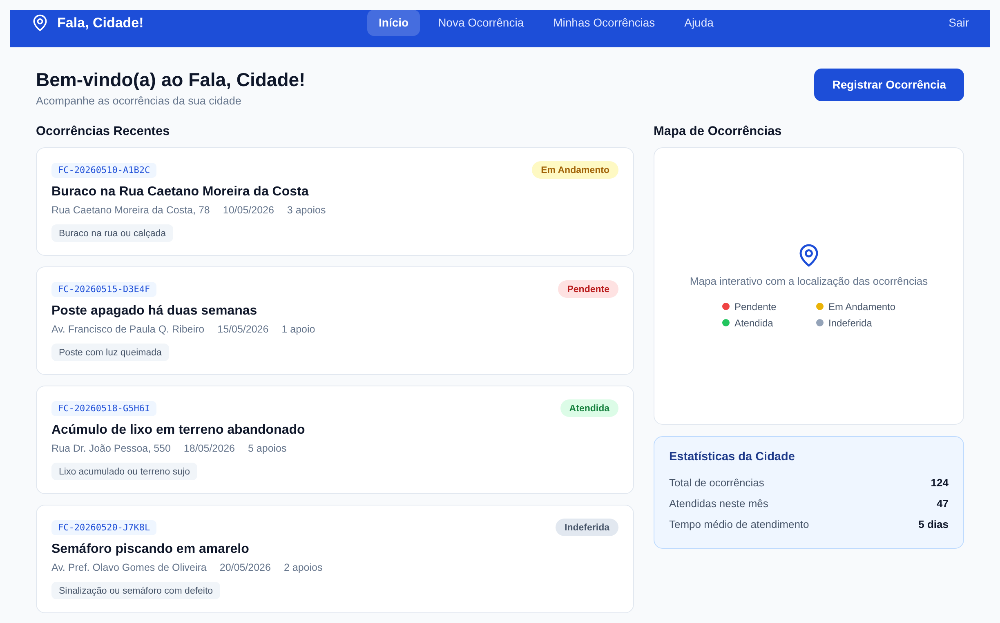 Fala, Cidade!
Início
Nova Ocorrência
Minhas Ocorrências
Ajuda
Sair
Bem-vindo(a) ao Fala, Cidade!
Acompanhe as ocorrências da sua cidade
Registrar Ocorrência
Ocorrências Recentes
FC-20260510-A1B2C
Em Andamento
Buraco na Rua Caetano Moreira da Costa
Rua Caetano Moreira da Costa, 78 10/05/2026 3 apoios
Buraco na rua ou calçada
FC-20260515-D3E4F
Pendente
Poste apagado há duas semanas
Av. Francisco de Paula Q. Ribeiro 15/05/2026 1 apoio
Poste com luz queimada
FC-20260518-G5H6I
Atendida
Acúmulo de lixo em terreno abandonado
Rua Dr. João Pessoa, 550 18/05/2026 5 apoios
Lixo acumulado ou terreno sujo
FC-20260520-J7K8L
Indeferida
Semáforo piscando em amarelo
Av. Pref. Olavo Gomes de Oliveira 20/05/2026 2 apoios
Sinalização ou semáforo com defeito
Mapa de Ocorrências
Mapa interativo com a localização das ocorrências
Pendente
Em Andamento
Atendida
Indeferida
Estatísticas da Cidade
Total de ocorrências 124
Atendidas neste mês 47
Tempo médio de atendimento 5 dias